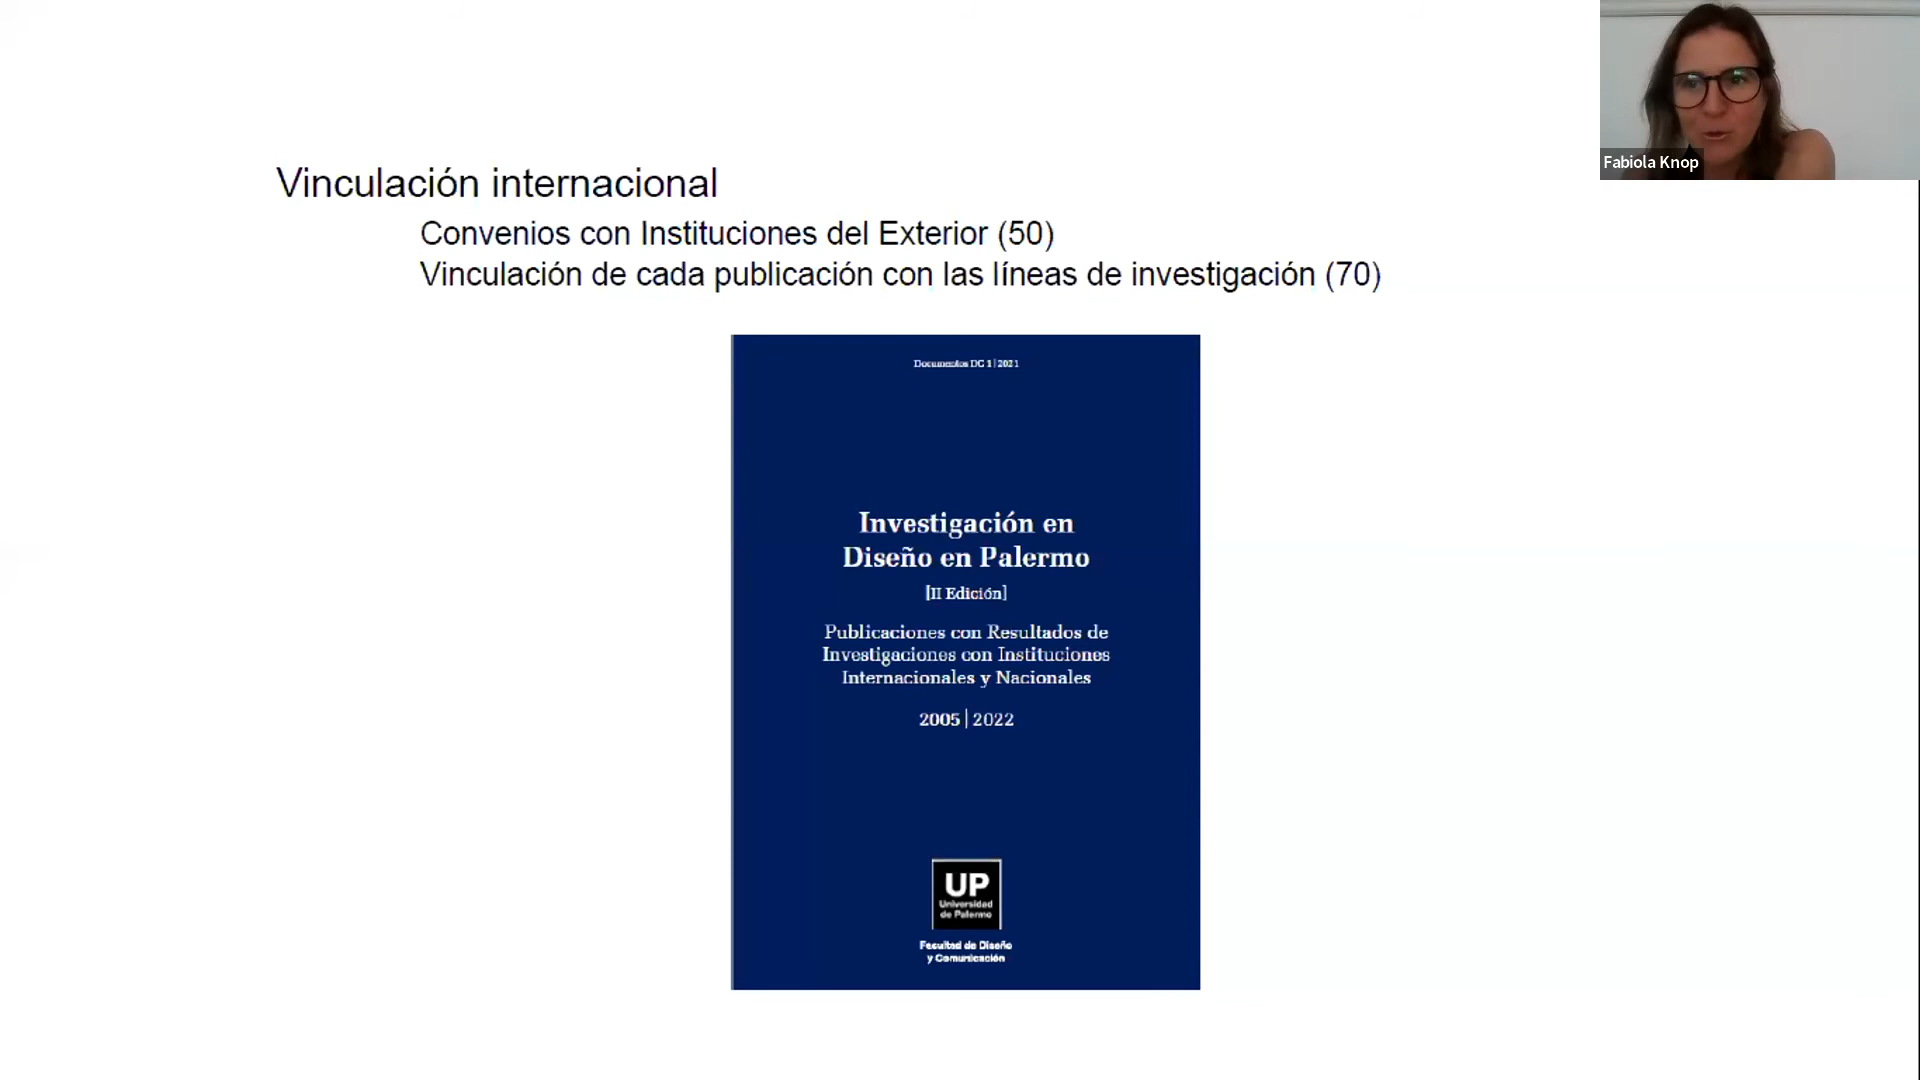 Vinculación internacional
Convenios con Instituciones del Exterior (50)
Vinculación de cada publicación con las líneas de investigación (70)
Fabiola Knop
Documentos DC 1 | 2021
Investigación en
Diseño en Palermo
[II Edición]
Publicaciones con Resultados de
Investigaciones con Instituciones
Internacionales y Nacionales
2005 | 2022
UP
Universidad
de Palermo
Facultad de Diseño
y Comunicación